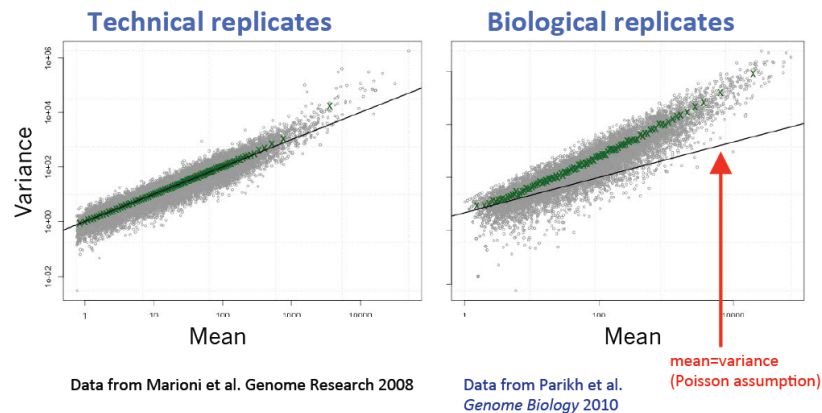 Technical replicates
Biological replicates
Variance
1e+06
1e+04
1e+02
1e+00
1e-02
1
10
100
1000
10000
Mean
1
100
10000
Mean
mean=variance
(Poisson assumption)
Data from Marioni et al. Genome Research 2008
Data from Parikh et al.
Genome Biology 2010